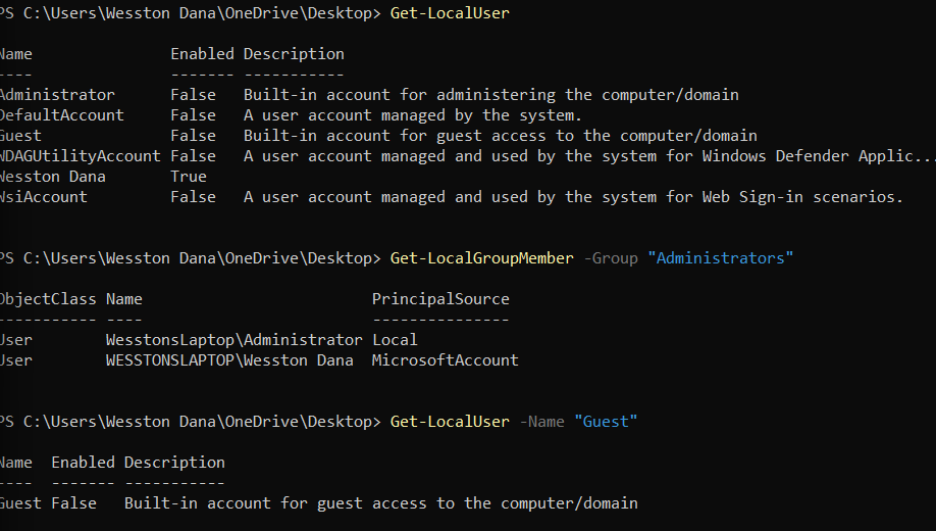 PS C:\Users\Wesston Dana\OneDrive\Desktop> Get-LocalUser
Name Enabled Description
---- ------- -----------
Administrator False Built-in account for administering the computer/domain
DefaultAccount False A user account managed by the system.
Guest False Built-in account for guest access to the computer/domain
WDAGUtilityAccount False A user account managed and used by the system for Windows Defender Applic...
Wesston Dana True
WsiAccount False A user account managed and used by the system for Web Sign-in scenarios.
PS C:\Users\Wesston Dana\OneDrive\Desktop> Get-LocalGroupMember -Group "Administrators"
ObjectClass Name PrincipalSource
----------- ---- ---------------
User WesstonsLaptop\Administrator Local
User WESSTONSLAPTOP\Wesston Dana MicrosoftAccount
PS C:\Users\Wesston Dana\OneDrive\Desktop> Get-LocalUser -Name "Guest"
Name Enabled Description
---- ------- -----------
Guest False Built-in account for guest access to the computer/domain